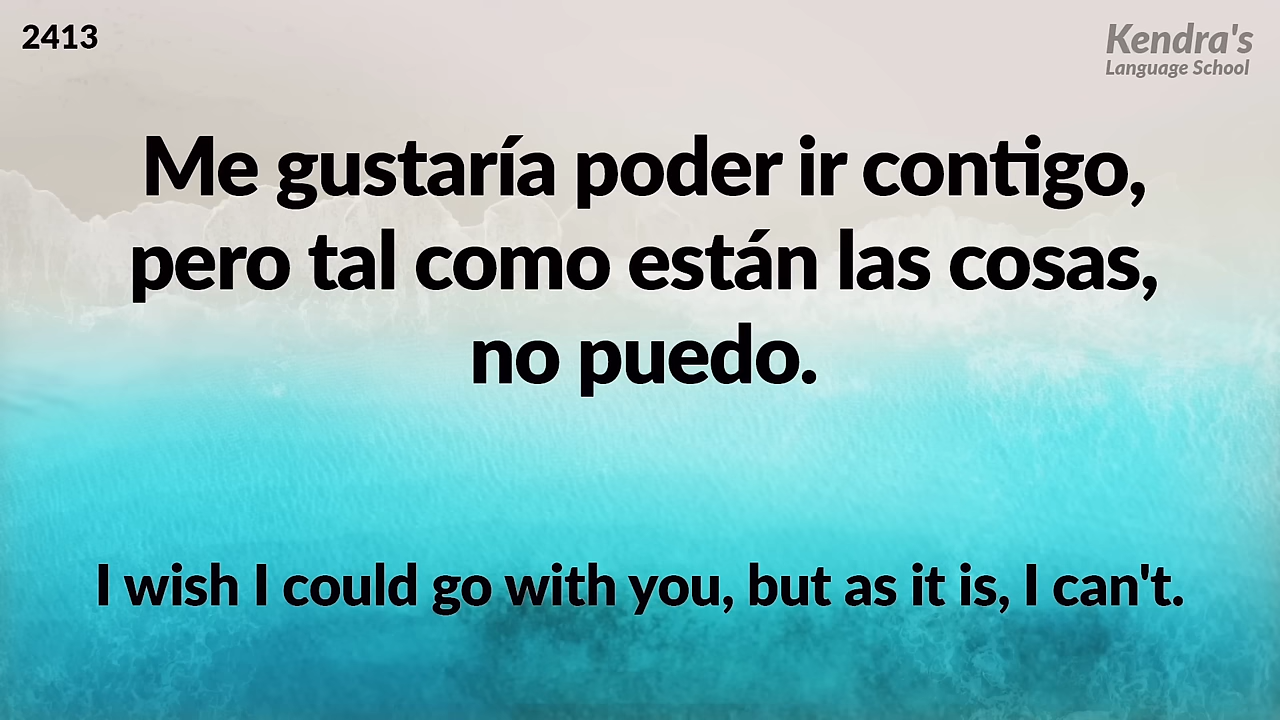 2413
Kendra's
Language School
Me gustaría poder ir contigo,
pero tal como están las cosas,
no puedo.
I wish I could go with you, but as it is, I can't.